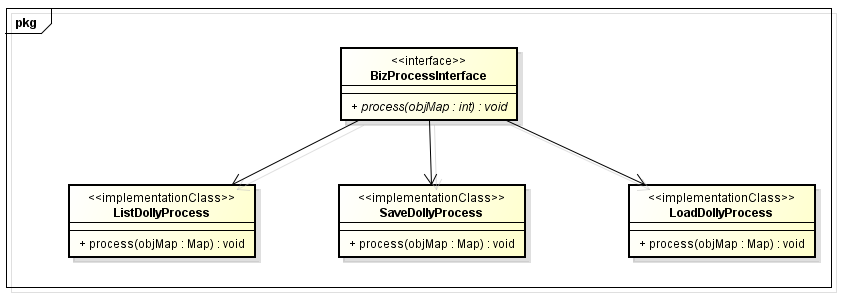 pkg
<<interface>>
BizProcessInterface
+ process(objMap : int) : void
<<implementationClass>>
ListDollyProcess
+ process(objMap : Map) : void
<<implementationClass>>
SaveDollyProcess
+ process(objMap : Map) : void
<<implementationClass>>
LoadDollyProcess
+ process(objMap : Map) : void